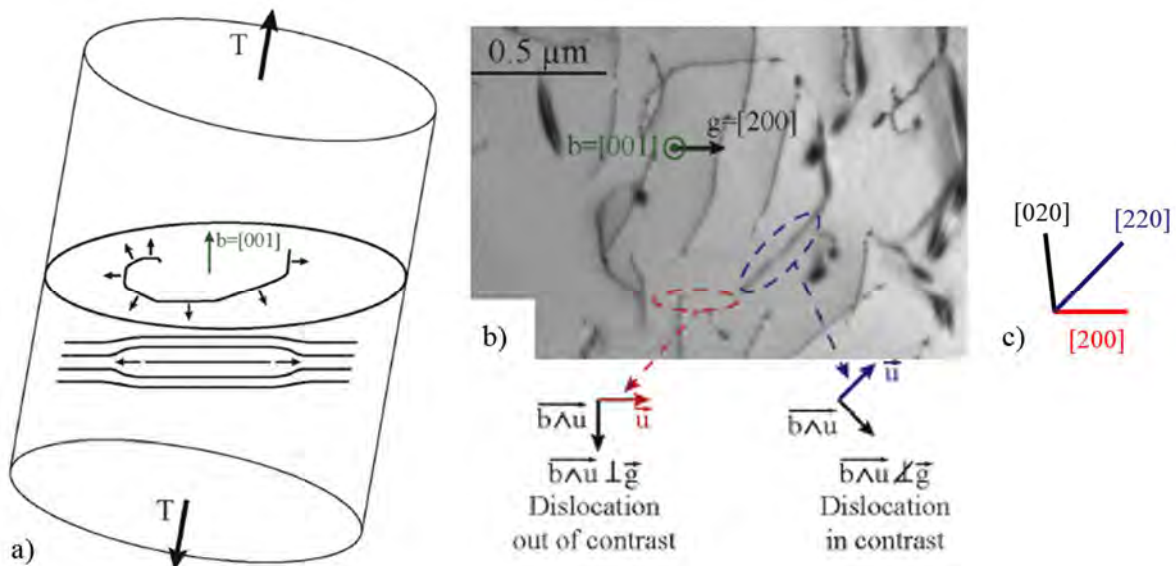 T
b=[001]
T
a)
0.5 μm
g=[200]
b=[001]
b)
b∧u
u
b∧u⊥g
Dislocation
out of contrast
u
b∧u
b∧u⊥̸g
Dislocation
in contrast
[020]
[220]
[200]
c)